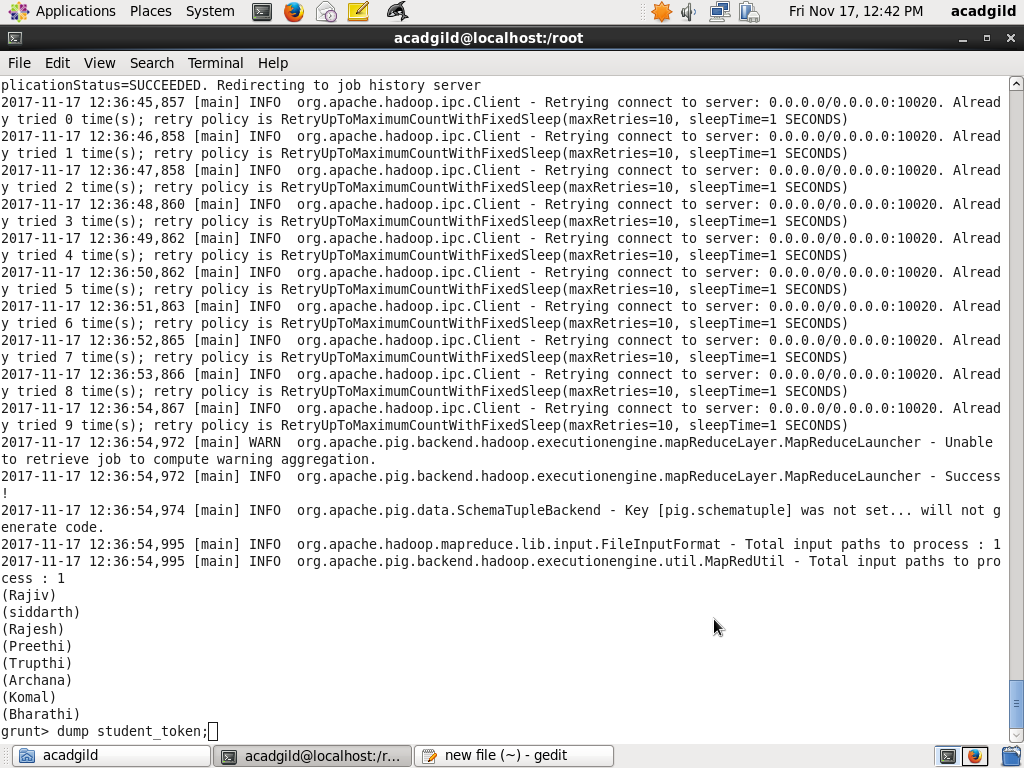 Applications Places System Fri Nov 17, 12:42 PM acadgild
acadgild@localhost:/root
File Edit View Search Terminal Help
plicationStatus=SUCCEEDED. Redirecting to job history server
2017-11-17 12:36:45,857 [main] INFO  org.apache.hadoop.ipc.Client - Retrying connect to server: 0.0.0.0/0.0.0.0:10020. Alread
y tried 0 time(s); retry policy is RetryUpToMaximumCountWithFixedSleep(maxRetries=10, sleepTime=1 SECONDS)
2017-11-17 12:36:46,858 [main] INFO  org.apache.hadoop.ipc.Client - Retrying connect to server: 0.0.0.0/0.0.0.0:10020. Alread
y tried 1 time(s); retry policy is RetryUpToMaximumCountWithFixedSleep(maxRetries=10, sleepTime=1 SECONDS)
2017-11-17 12:36:47,858 [main] INFO  org.apache.hadoop.ipc.Client - Retrying connect to server: 0.0.0.0/0.0.0.0:10020. Alread
y tried 2 time(s); retry policy is RetryUpToMaximumCountWithFixedSleep(maxRetries=10, sleepTime=1 SECONDS)
2017-11-17 12:36:48,860 [main] INFO  org.apache.hadoop.ipc.Client - Retrying connect to server: 0.0.0.0/0.0.0.0:10020. Alread
y tried 3 time(s); retry policy is RetryUpToMaximumCountWithFixedSleep(maxRetries=10, sleepTime=1 SECONDS)
2017-11-17 12:36:49,862 [main] INFO  org.apache.hadoop.ipc.Client - Retrying connect to server: 0.0.0.0/0.0.0.0:10020. Alread
y tried 4 time(s); retry policy is RetryUpToMaximumCountWithFixedSleep(maxRetries=10, sleepTime=1 SECONDS)
2017-11-17 12:36:50,862 [main] INFO  org.apache.hadoop.ipc.Client - Retrying connect to server: 0.0.0.0/0.0.0.0:10020. Alread
y tried 5 time(s); retry policy is RetryUpToMaximumCountWithFixedSleep(maxRetries=10, sleepTime=1 SECONDS)
2017-11-17 12:36:51,863 [main] INFO  org.apache.hadoop.ipc.Client - Retrying connect to server: 0.0.0.0/0.0.0.0:10020. Alread
y tried 6 time(s); retry policy is RetryUpToMaximumCountWithFixedSleep(maxRetries=10, sleepTime=1 SECONDS)
2017-11-17 12:36:52,865 [main] INFO  org.apache.hadoop.ipc.Client - Retrying connect to server: 0.0.0.0/0.0.0.0:10020. Alread
y tried 7 time(s); retry policy is RetryUpToMaximumCountWithFixedSleep(maxRetries=10, sleepTime=1 SECONDS)
2017-11-17 12:36:53,866 [main] INFO  org.apache.hadoop.ipc.Client - Retrying connect to server: 0.0.0.0/0.0.0.0:10020. Alread
y tried 8 time(s); retry policy is RetryUpToMaximumCountWithFixedSleep(maxRetries=10, sleepTime=1 SECONDS)
2017-11-17 12:36:54,867 [main] INFO  org.apache.hadoop.ipc.Client - Retrying connect to server: 0.0.0.0/0.0.0.0:10020. Alread
y tried 9 time(s); retry policy is RetryUpToMaximumCountWithFixedSleep(maxRetries=10, sleepTime=1 SECONDS)
2017-11-17 12:36:54,972 [main] WARN  org.apache.pig.backend.hadoop.executionengine.mapReduceLayer.MapReduceLauncher - Unable
to retrieve job to compute warning aggregation.
2017-11-17 12:36:54,972 [main] INFO  org.apache.pig.backend.hadoop.executionengine.mapReduceLayer.MapReduceLauncher - Success
!
2017-11-17 12:36:54,974 [main] INFO  org.apache.pig.data.SchemaTupleBackend - Key [pig.schematuple] was not set... will not g
enerate code.
2017-11-17 12:36:54,995 [main] INFO  org.apache.hadoop.mapreduce.lib.input.FileInputFormat - Total input paths to process : 1
2017-11-17 12:36:54,995 [main] INFO  org.apache.pig.backend.hadoop.executionengine.util.MapRedUtil - Total input paths to pro
cess : 1
(Rajiv)
(siddarth)
(Rajesh)
(Preethi)
(Trupthi)
(Archana)
(Komal)
(Bharathi)
grunt> dump student_token;
acadgild acadgild@localhost:/r... new file (~) - gedit